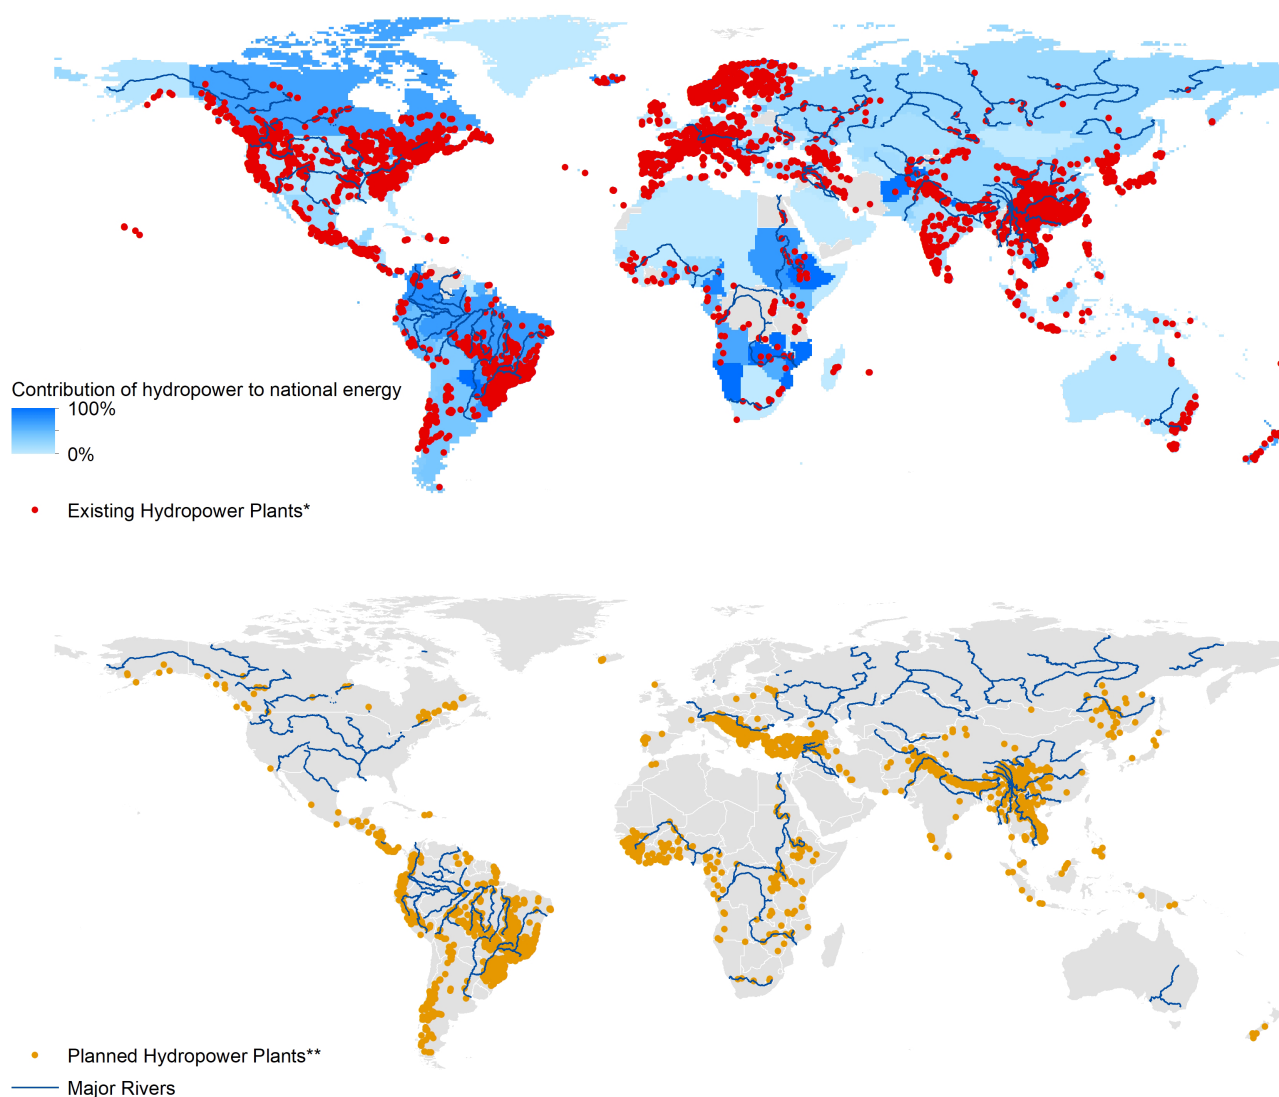 Contribution of hydropower to national energy
100%
0%
Existing Hydropower Plants*
Planned Hydropower Plants**
Major Rivers